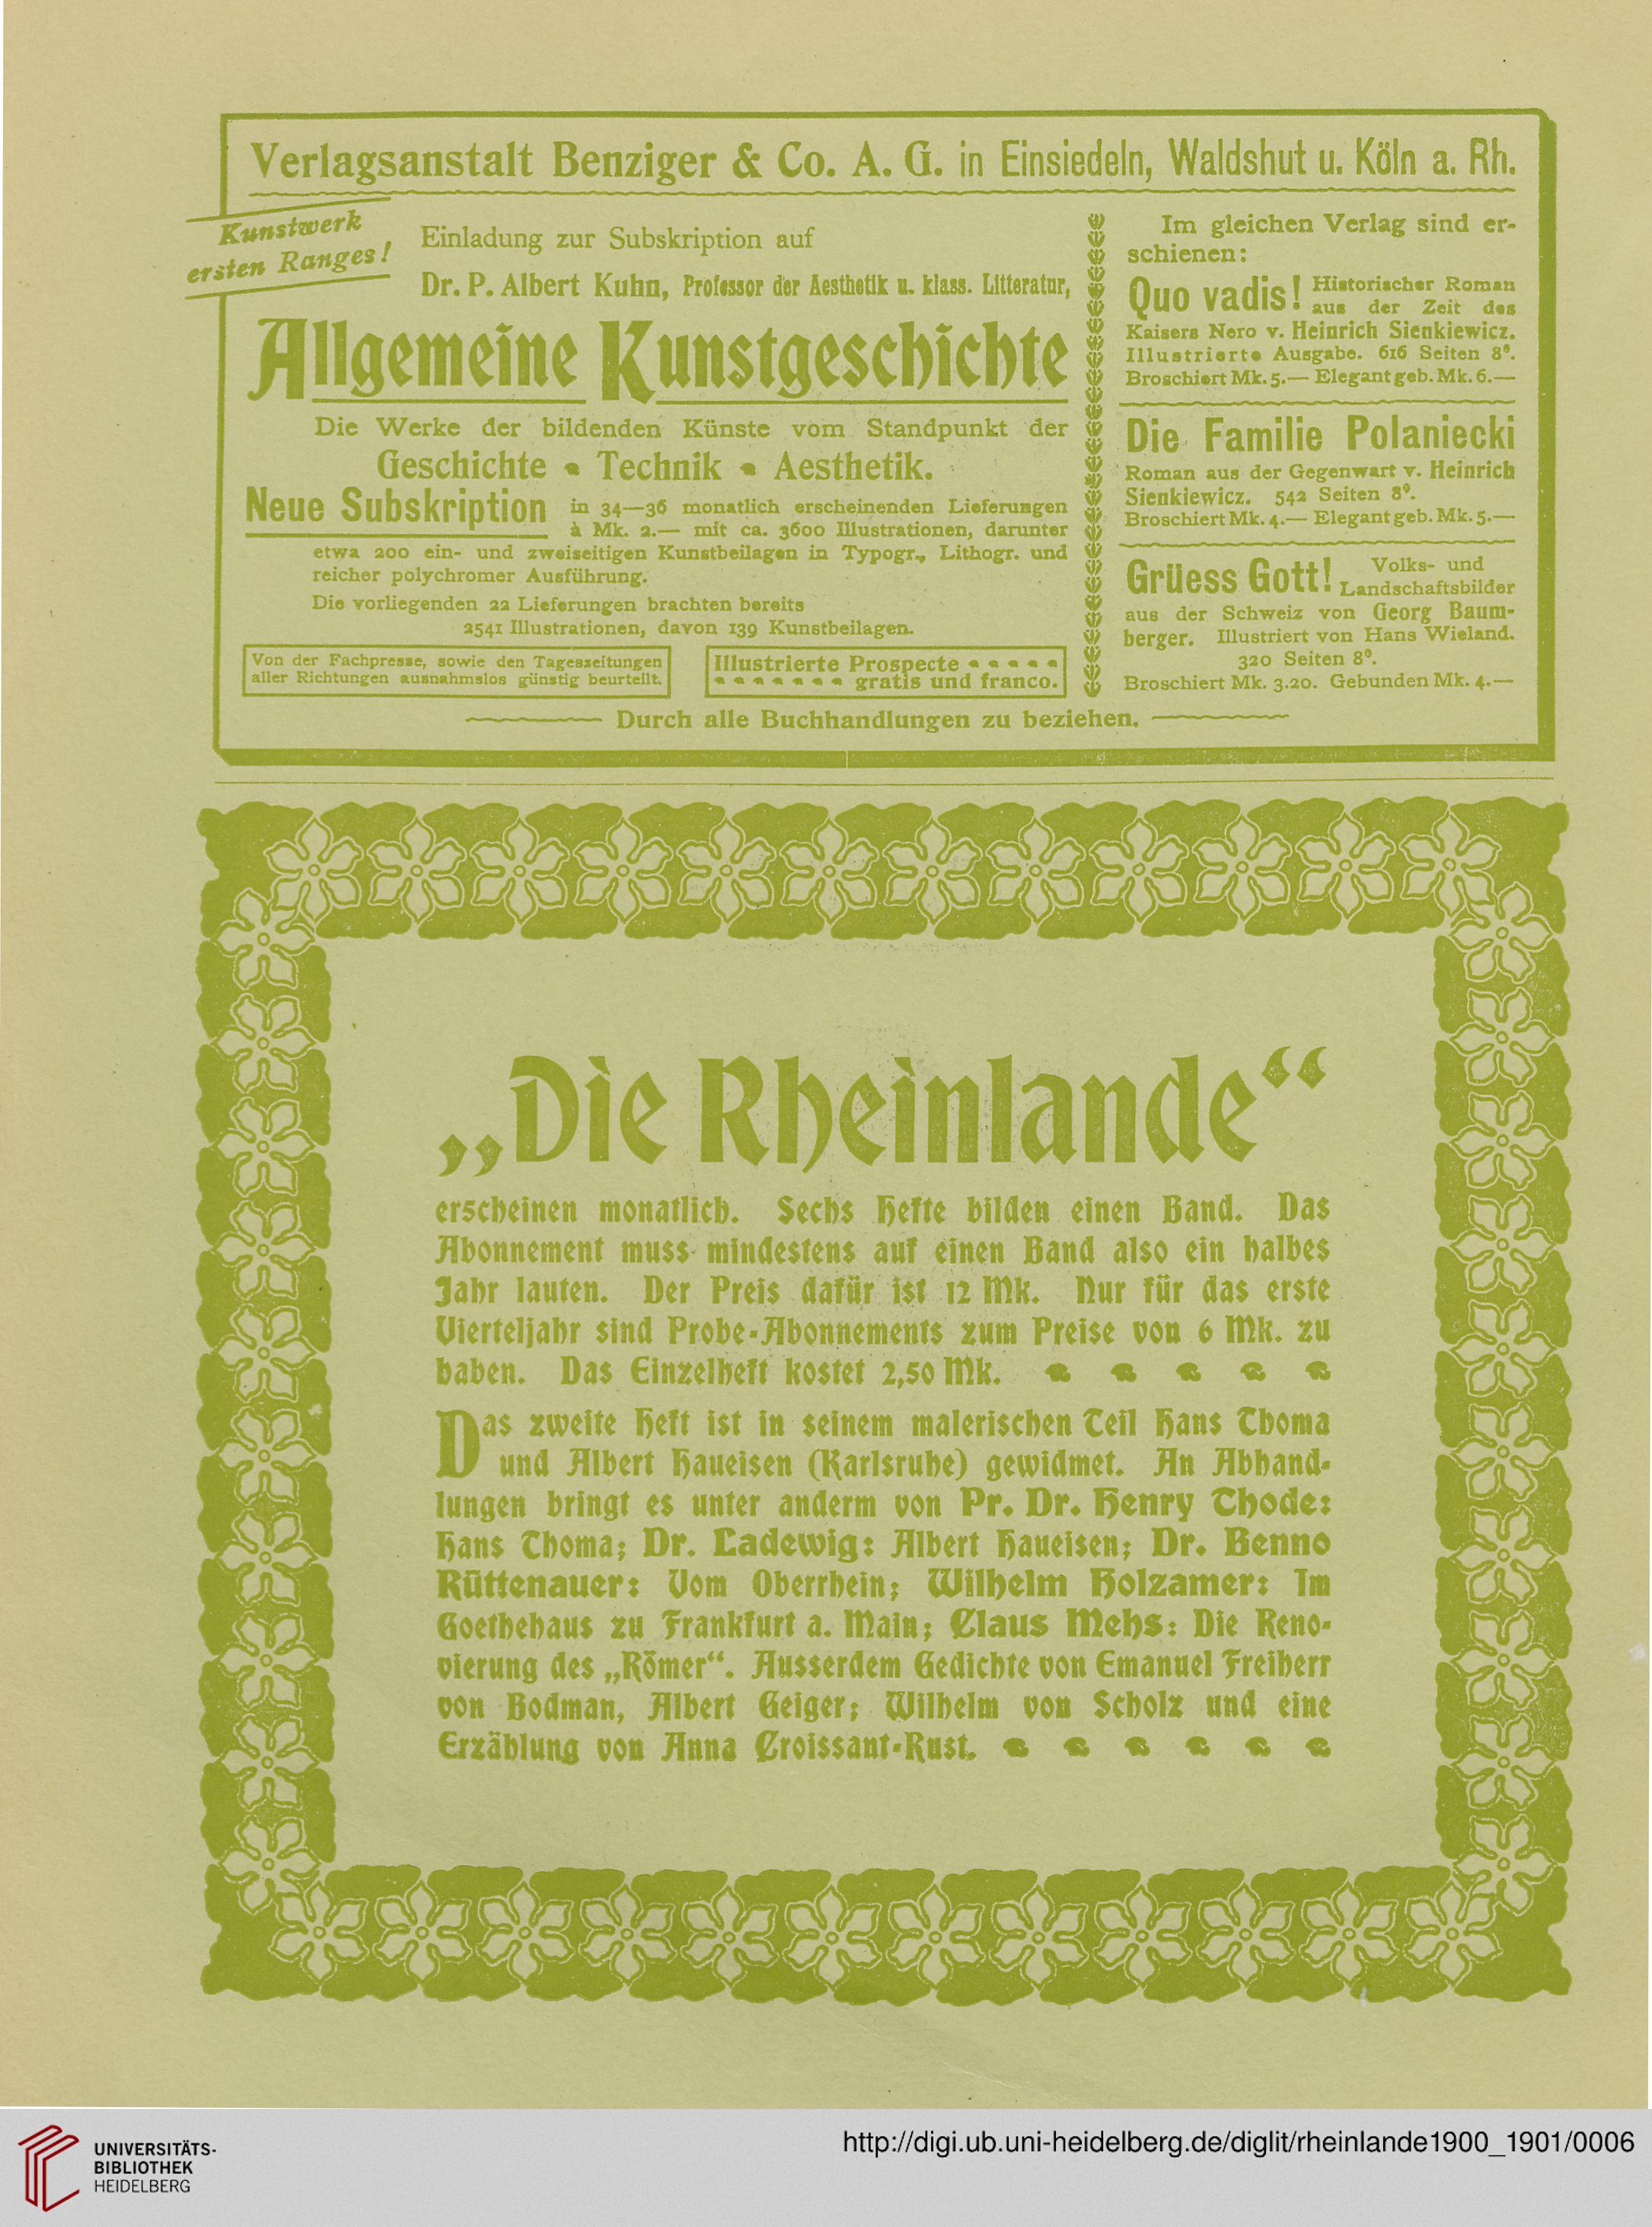 Verlagsanstalt Benziger & Co. A. G. in Einsiedeln, Waldshut u. Köln a. Rh.
Kunstwerk
ersten Ranges!
Einladung zur Subskription auf
Dr. P. Albert Kuhn, Professor der Aesthetik u. klass. Litteratur,
Allgemeine Kunstgeschichte
Die Werke der bildenden Künste vom Standpunkt der
Geschichte • Technik • Aesthetik.
Neue Subskription in 34—36 monatlich erscheinenden Lieferungen
à Mk. 2.— mit ca. 3600 Illustrationen, darunter
etwa 200 ein- und zweiseitigen Kunstbeilagen in Typogr., Lithogr. und
reicher polychromer Ausführung.
Die vorliegenden 22 Lieferungen brachten bereits
2541 Illustrationen, davon 139 Kunstbeilagen.
Von der Fachpresse, sowie den Tageszeitungen
aller Richtungen ausnahmslos günstig beurteilt.
Illustrierte Prospecte
gratis und franco.
Im gleichen Verlag sind er-
schienen:
Quo vadis! Historischer Roman
aus der Zeit des
Kaisers Nero v. Heinrich Sienkiewicz.
Illustrierte Ausgabe. 616 Seiten 8⁰.
Broschiert Mk. 5.— Elegant geb. Mk. 6.—
Die Familie Polaniecki
Roman aus der Gegenwart v. Heinrich
Sienkiewicz. 542 Seiten 8⁰.
Broschiert Mk. 4.— Elegant geb. Mk. 5.—
Grüess Gott! Volks- und
Landschaftsbilder
aus der Schweiz von Georg Baum-
berger. Illustriert von Hans Wieland.
320 Seiten 8⁰.
Broschiert Mk. 3.20. Gebunden Mk. 4.—
Durch alle Buchhandlungen zu beziehen.
„Die Rheinlande“
erscheinen monatlich. Sechs Hefte bilden einen Band. Das
Abonnement muss mindestens auf einen Band also ein halbes
Jahr lauten. Der Preis dafür ist 12 Mk. Nur für das erste
Vierteljahr sind Probe-Abonnements zum Preise von 6 Mk. zu
haben. Das Einzelheft kostet 2,50 Mk.
Das zweite Heft ist in seinem malerischen Teil Hans Thoma
und Albert Haueisen (Karlsruhe) gewidmet. An Abhand-
lungen bringt es unter anderm von Pr. Dr. Henry Thode:
Hans Thoma; Dr. Ladewig: Albert Haueisen; Dr. Benno
Rüttenauer: Vom Oberrhein; Wilhelm Holzamer: Im
Goethehaus zu Frankfurt a. Main; Claus Mehs: Die Reno-
vierung des „Römer“. Ausserdem Gedichte von Emanuel Freiherr
von Bodman, Albert Geiger; Wilhelm von Scholz und eine
Erzählung von Anna Croissant-Rust.
UNIVERSITÄTS-
BIBLIOTHEK
HEIDELBERG
http://digi.ub.uni-heidelberg.de/diglit/rheinlande1900_1901/0006